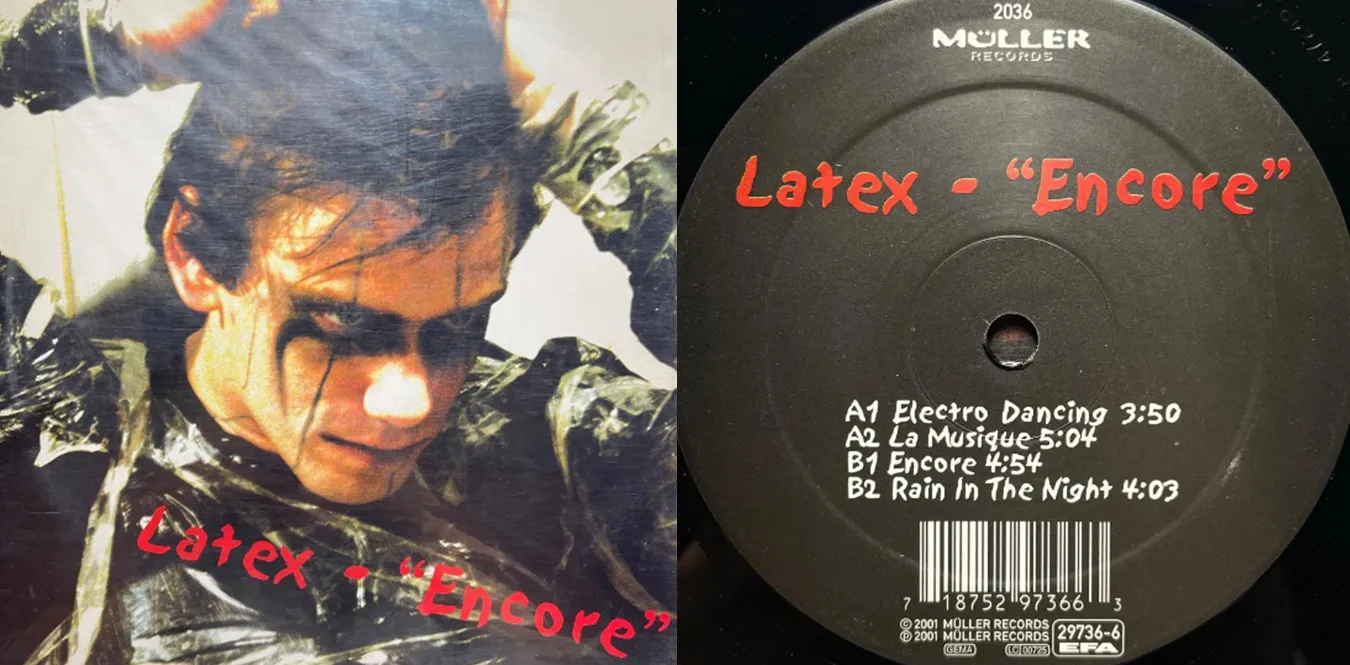 Latex - "Encore"
2036
MÜLLER
RECORDS
Latex - "Encore"
A1 Electro Dancing 3:50
A2 La Musique 5:04
B1 Encore 4:54
B2 Rain In The Night 4:03
7 18752 97366 3
© 2001 MÜLLER RECORDS
℗ 2001 MÜLLER RECORDS
29736-6
EFA
GEMA
LC 00725